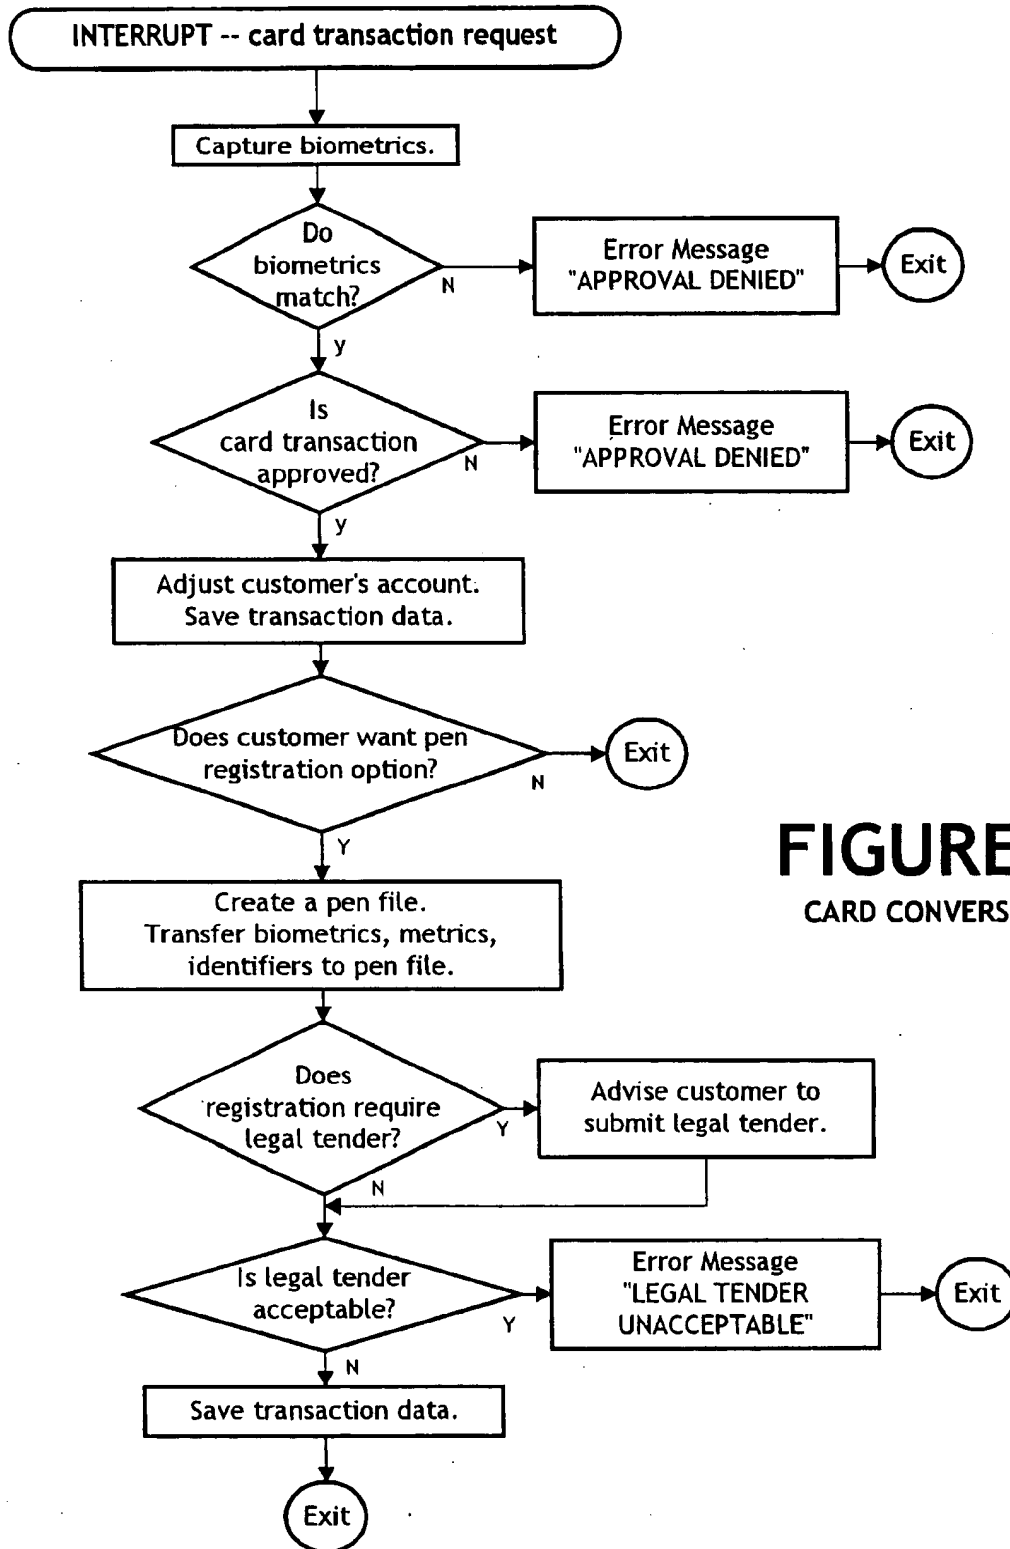 INTERRUPT -- card transaction request
Capture biometrics.
Do
biometrics
match?
N
Error Message
"APPROVAL DENIED"
Exit
y
Is
card transaction
approved?
N
Error Message
"APPROVAL DENIED"
Exit
y
Adjust customer's account.
Save transaction data.
Does customer want pen
registration option?
N
Exit
Y
FIGURE
CARD CONVERS
Create a pen file.
Transfer biometrics, metrics,
identifiers to pen file.
Does
registration require
legal tender?
Y
Advise customer to
submit legal tender.
N
Is legal tender
acceptable?
Y
Error Message
"LEGAL TENDER
UNACCEPTABLE"
Exit
N
Save transaction data.
Exit